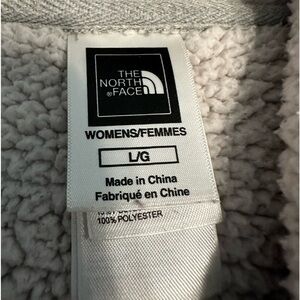 THE
NORTH
FACE
WOMENS/FEMMES
L/G
Made in China
Fabriqué en Chine
100% POLYESTER